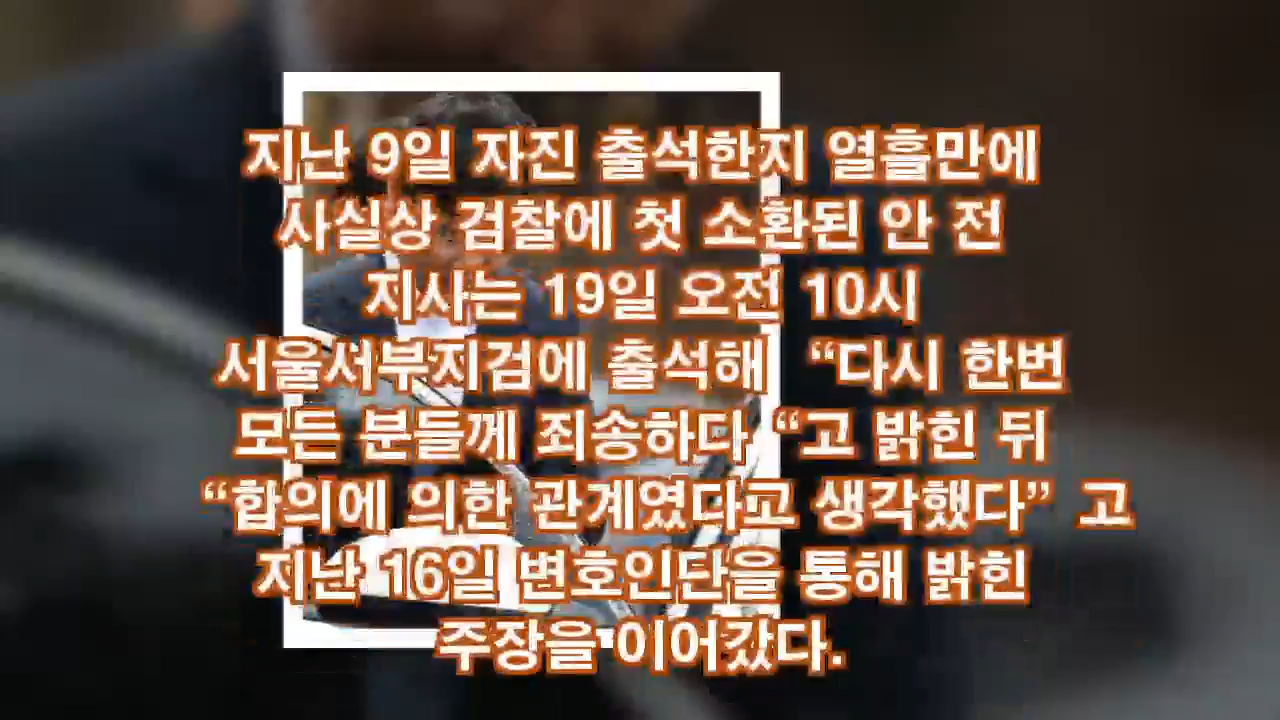 지난 9일 자진 출석한지 열흘만에
사실상 검찰에 첫 소환된 안 전
지사는 19일 오전 10시
서울서부지검에 출석해 “다시 한번
모든 분들께 죄송하다 “고 밝힌 뒤
“합의에 의한 관계였다고 생각했다” 고
지난 16일 변호인단을 통해 밝힌
주장을 이어갔다.